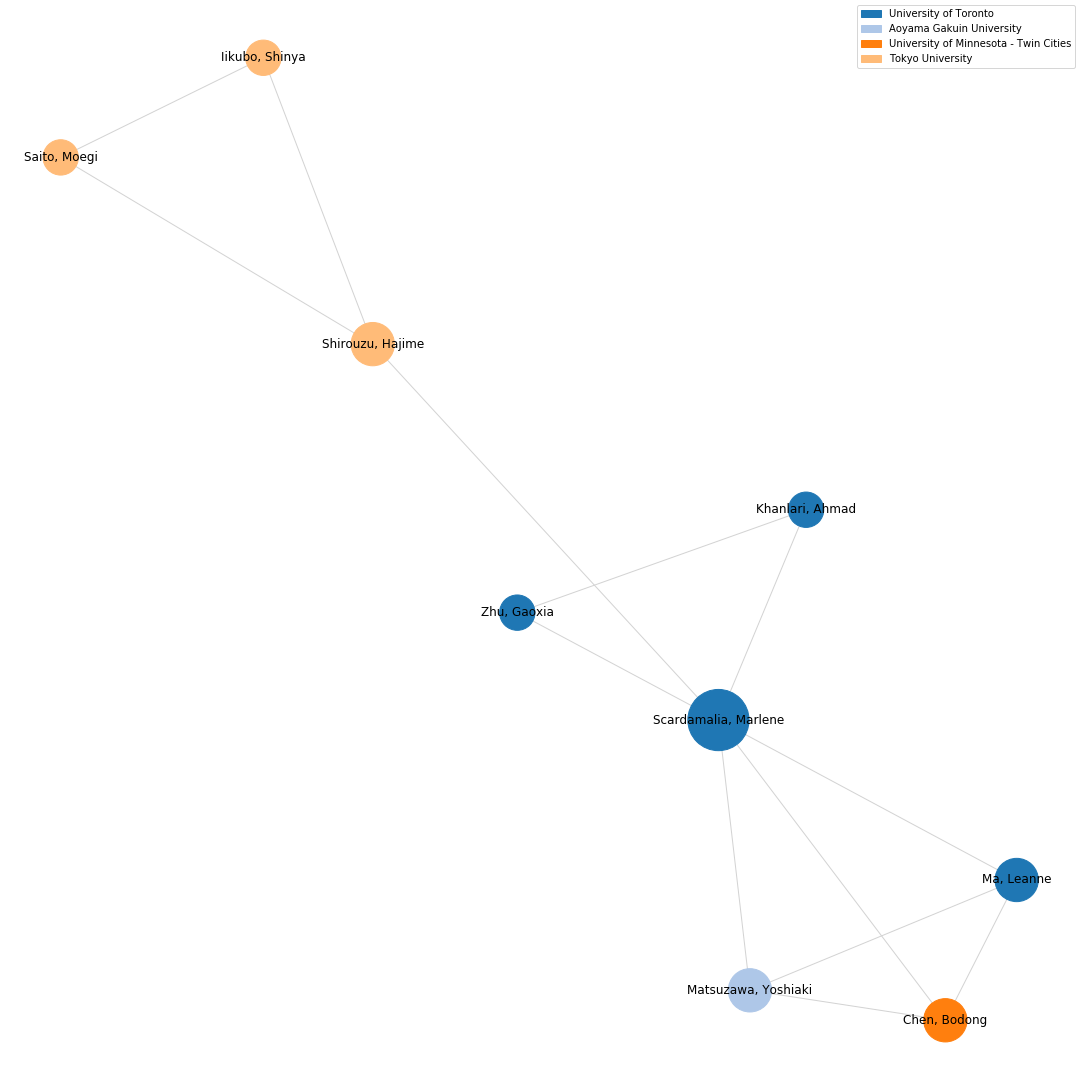 University of Toronto
Aoyama Gakuin University
University of Minnesota - Twin Cities
Tokyo University
Iikubo, Shinya
Saito, Moegi
Shirouzu, Hajime
Khanlari, Ahmad
Zhu, Gaoxia
Scardamalia, Marlene
Ma, Leanne
Matsuzawa, Yoshiaki
Chen, Bodong